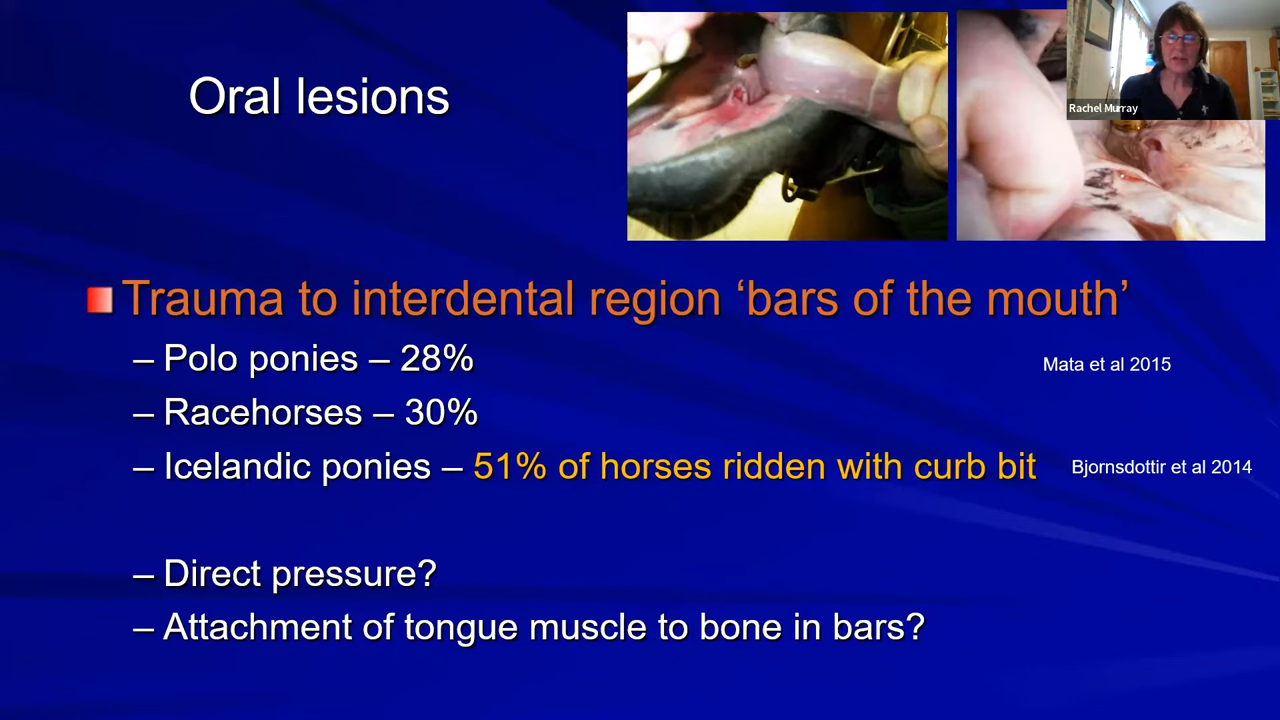 Oral lesions
Rachel Murray
Trauma to interdental region ‘bars of the mouth’
– Polo ponies – 28%
Mata et al 2015
– Racehorses – 30%
– Icelandic ponies – 51% of horses ridden with curb bit
Bjornsdottir et al 2014
– Direct pressure?
– Attachment of tongue muscle to bone in bars?